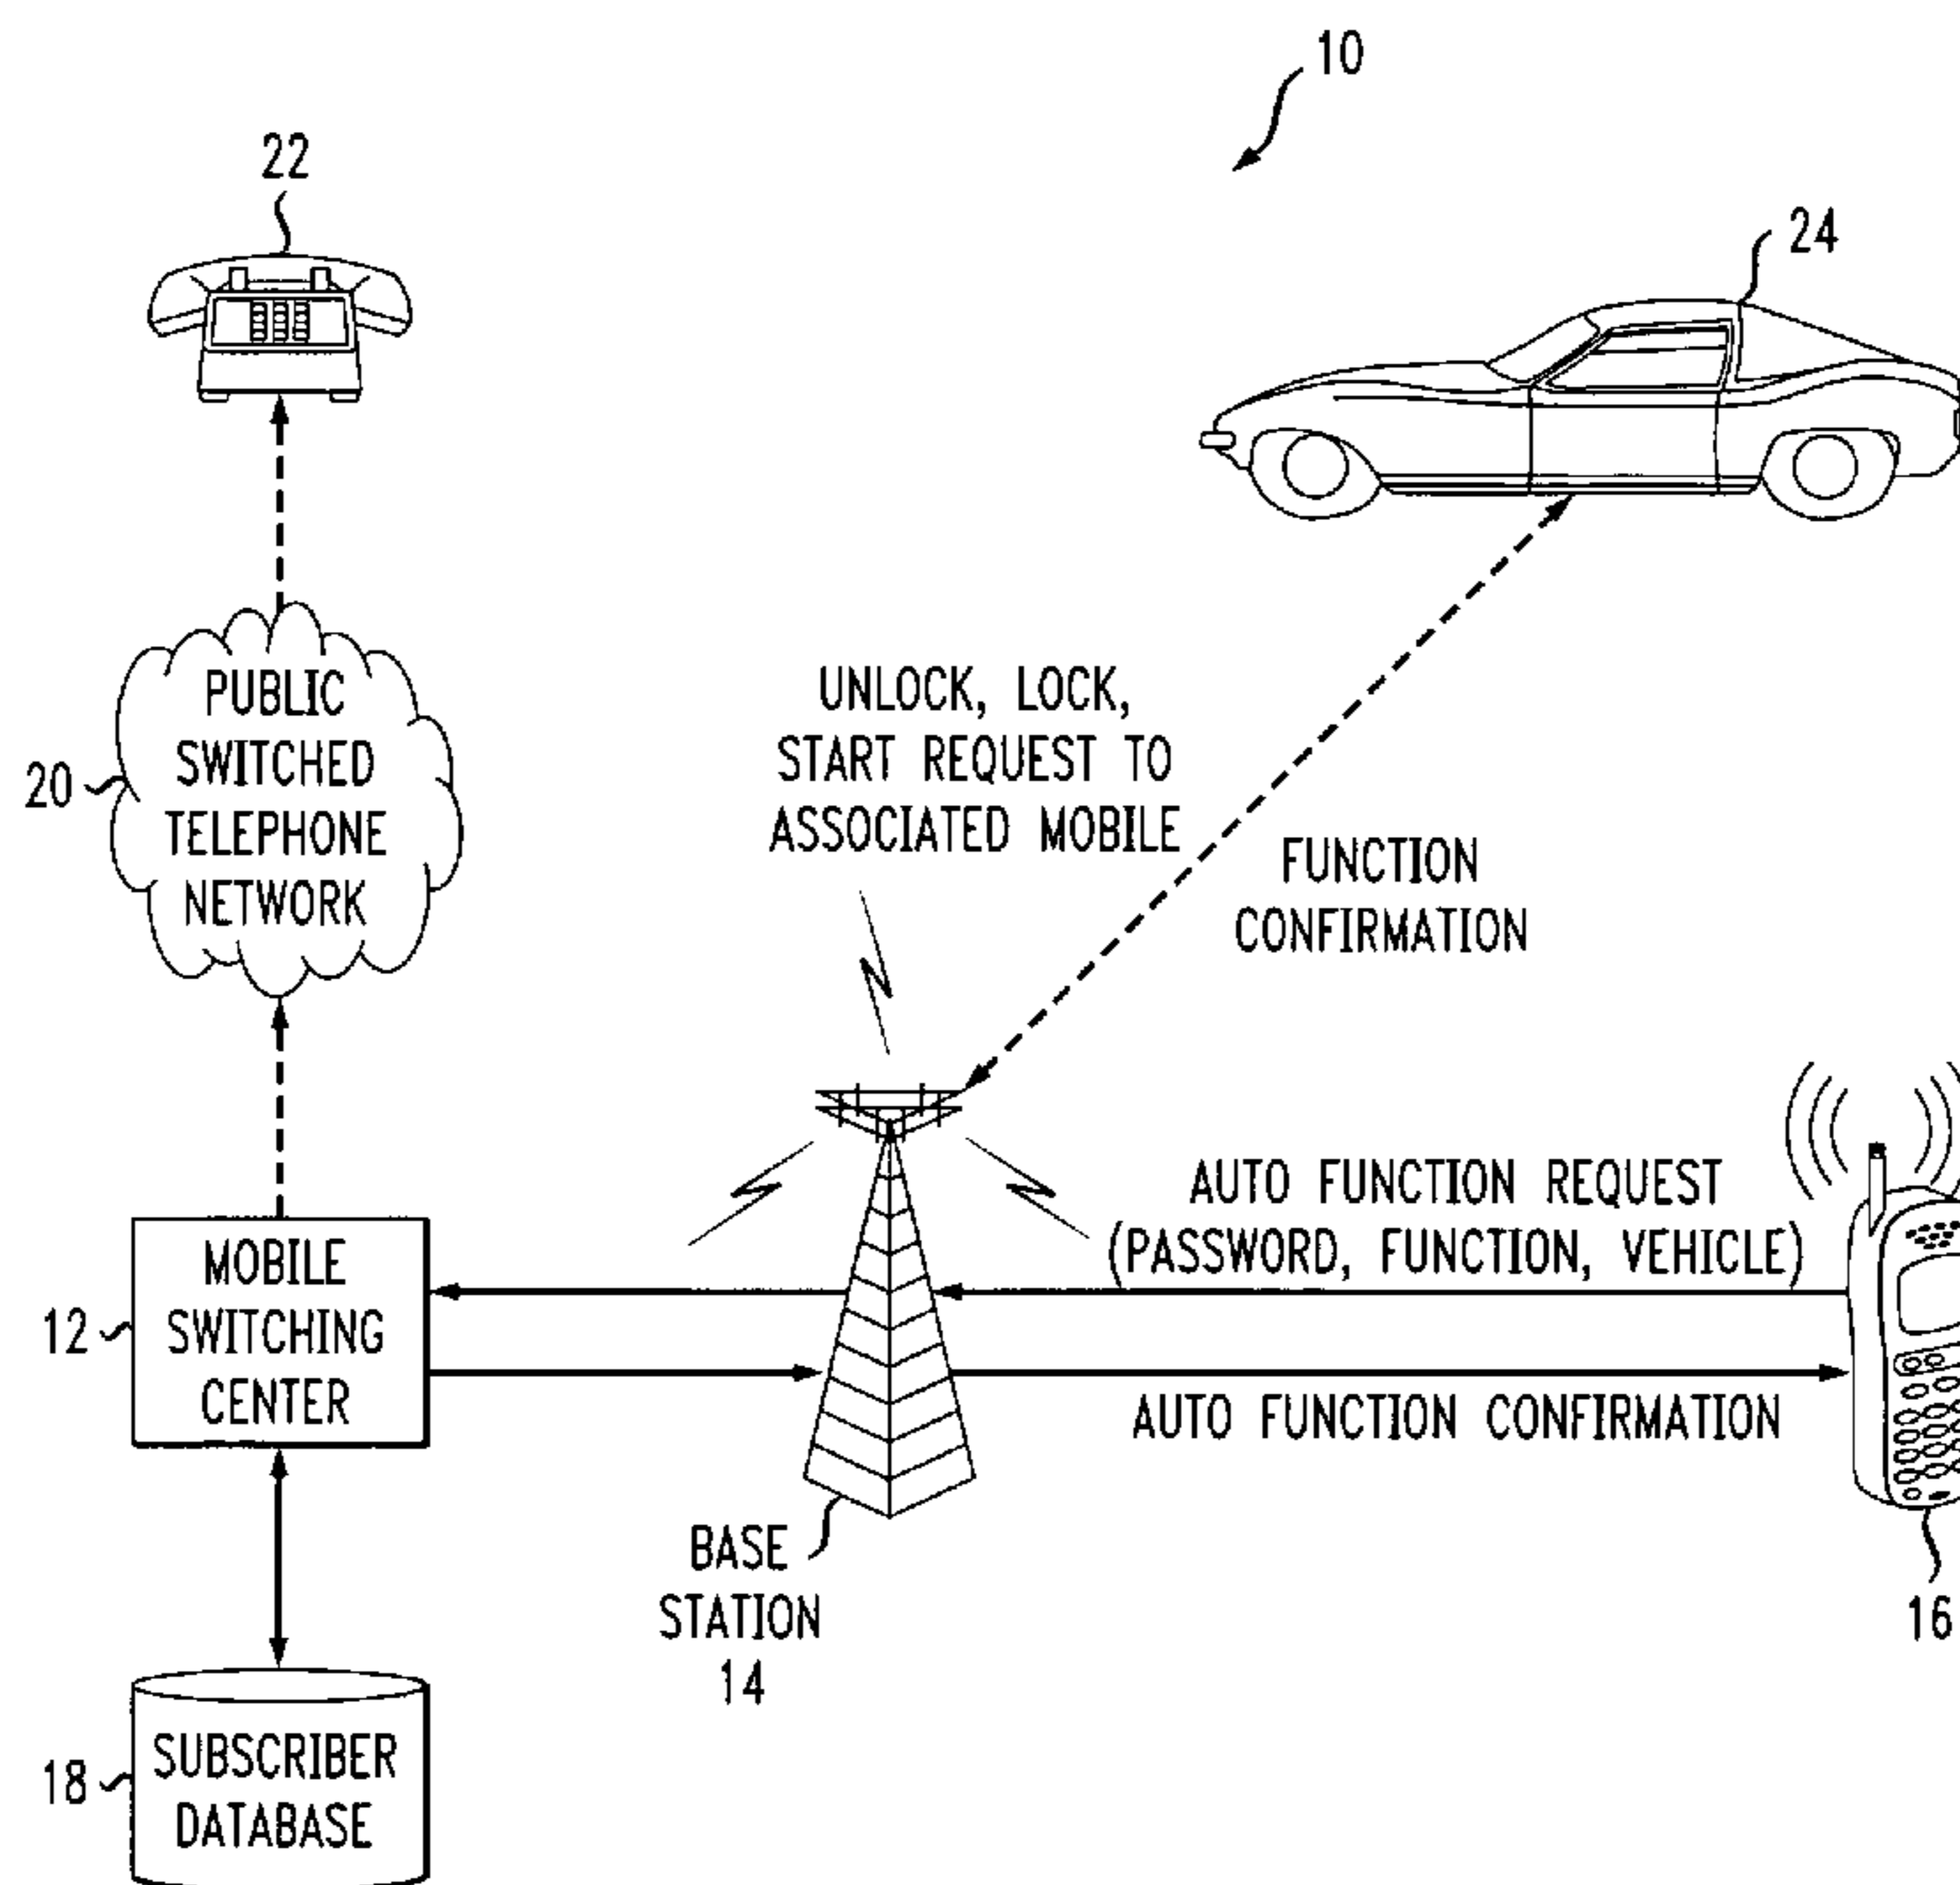 10
22
24
PUBLIC
SWITCHED
TELEPHONE
NETWORK
20
UNLOCK, LOCK,
START REQUEST TO
ASSOCIATED MOBILE
FUNCTION
CONFIRMATION
AUTO FUNCTION REQUEST
(PASSWORD, FUNCTION, VEHICLE)
MOBILE
SWITCHING
CENTER
12
AUTO FUNCTION CONFIRMATION
BASE
STATION
14
16
SUBSCRIBER
DATABASE
18